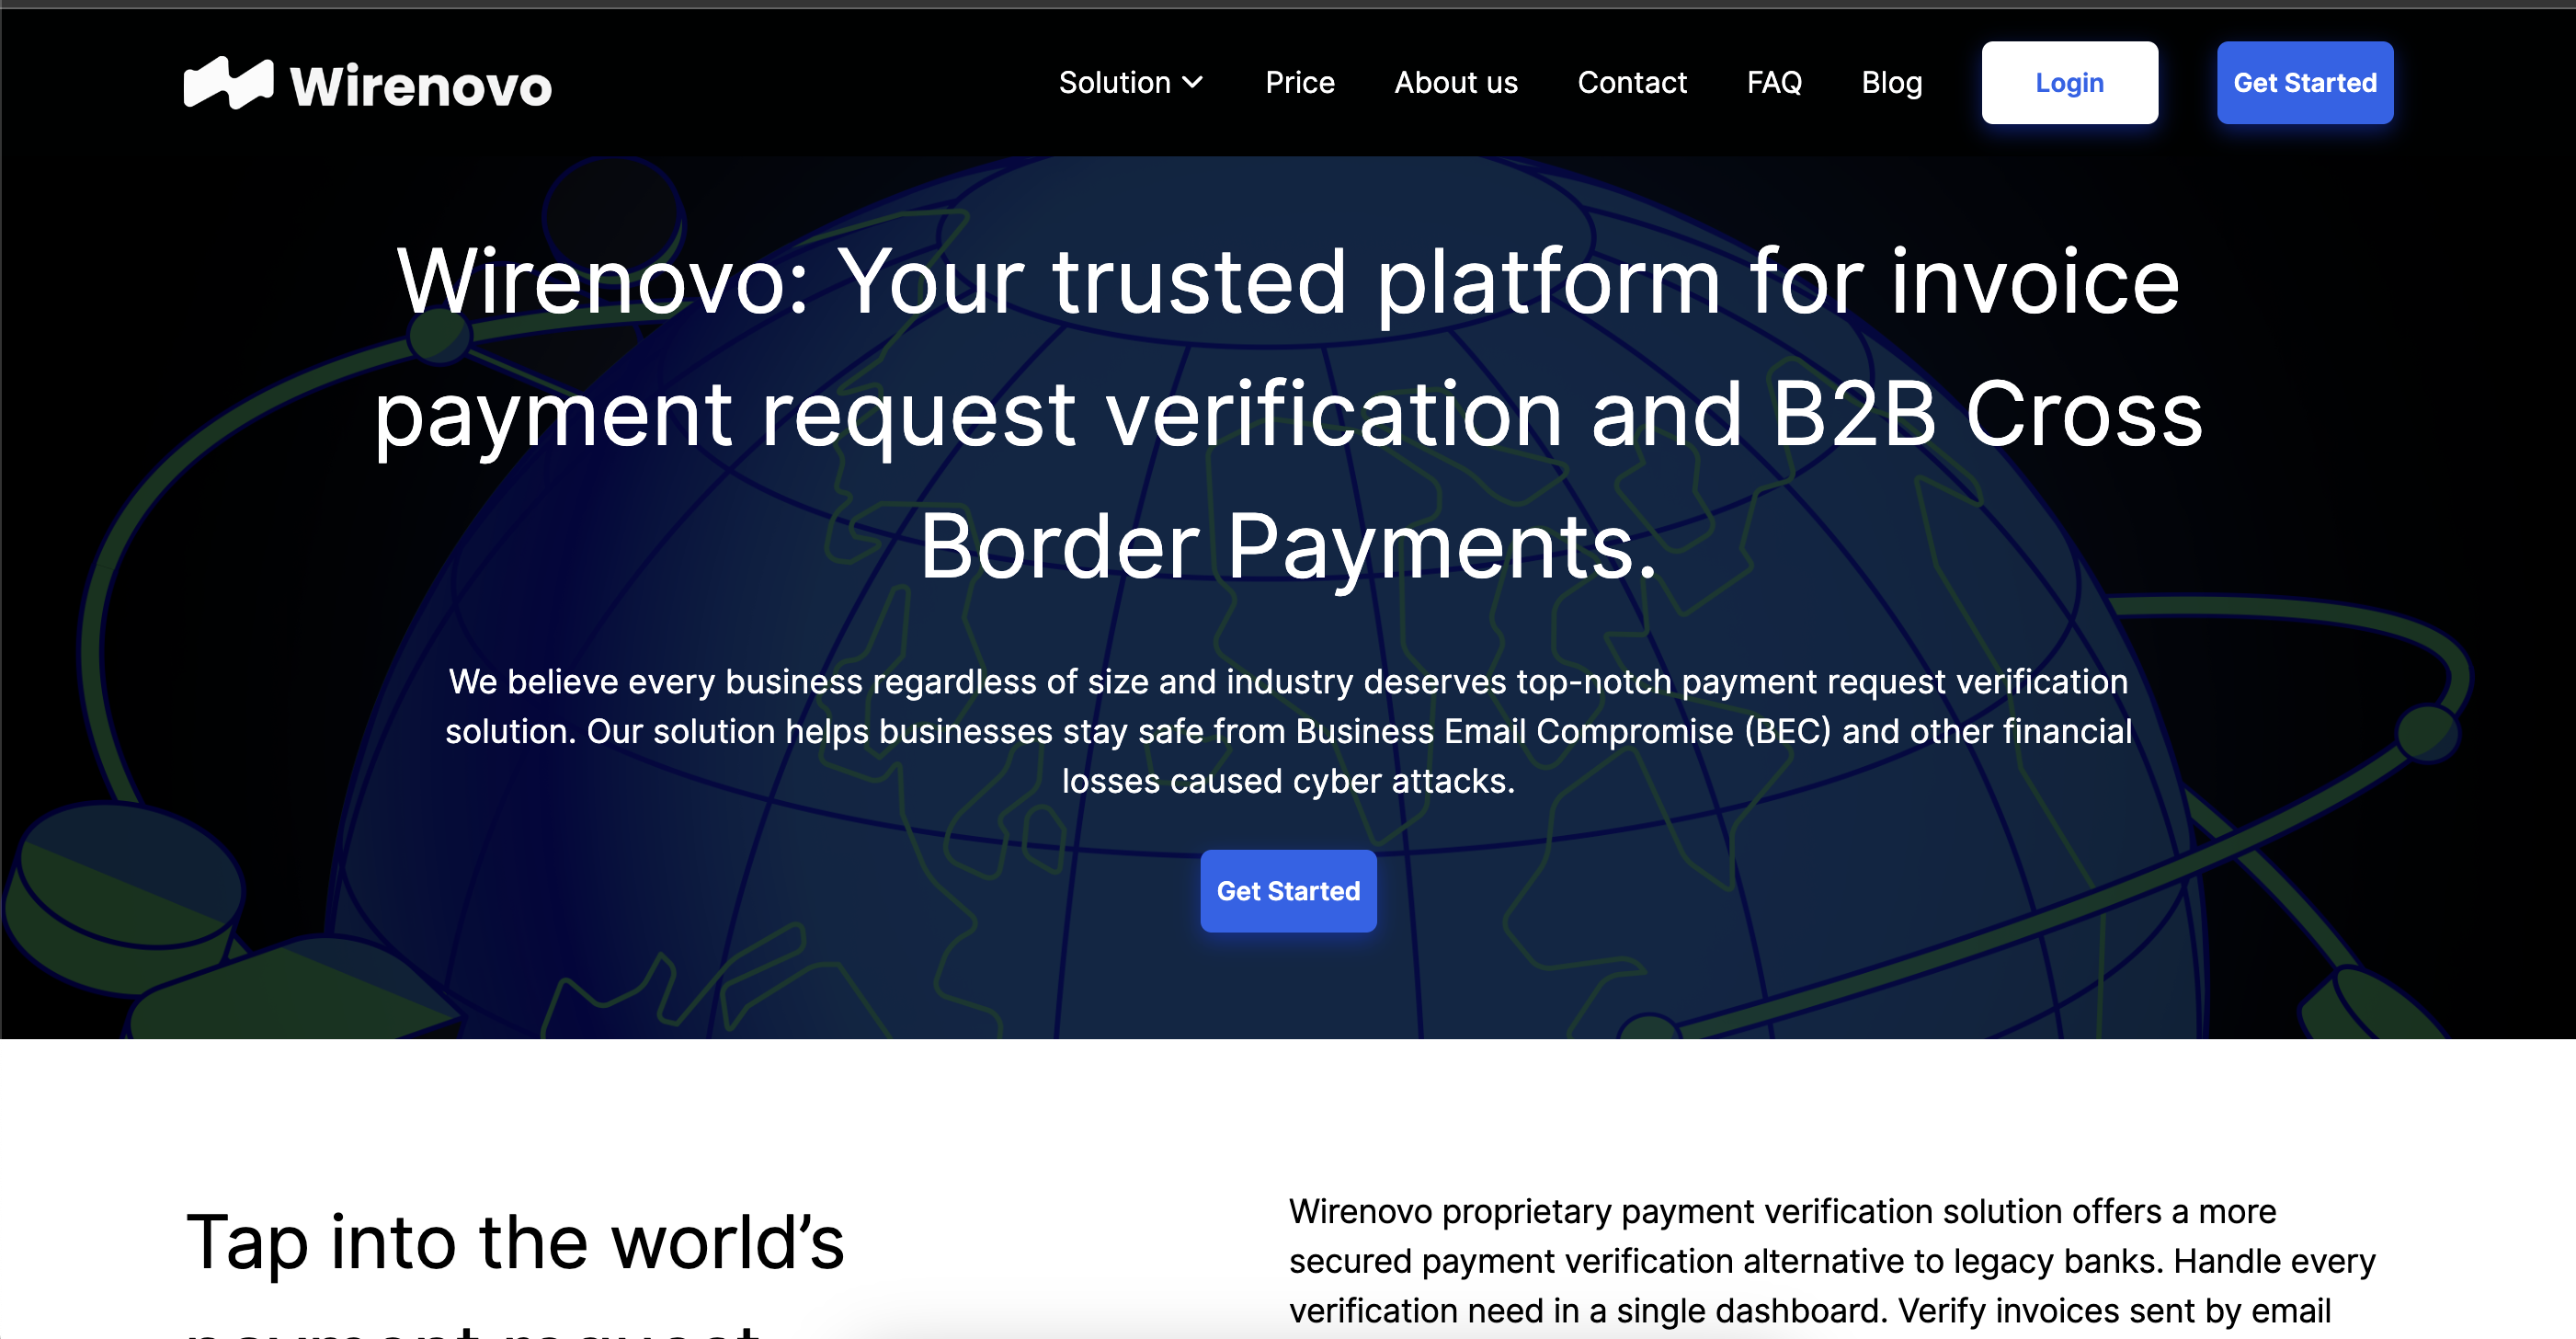 Wirenovo
Solution
Price
About us
Contact
FAQ
Blog
Login
Get Started
Wirenovo: Your trusted platform for invoice
payment request verification and B2B Cross
Border Payments.
We believe every business regardless of size and industry deserves top-notch payment request verification
solution. Our solution helps businesses stay safe from Business Email Compromise (BEC) and other financial
losses caused cyber attacks.
Get Started
Tap into the world’s
payment request
Wirenovo proprietary payment verification solution offers a more
secured payment verification alternative to legacy banks. Handle every
verification need in a single dashboard. Verify invoices sent by email